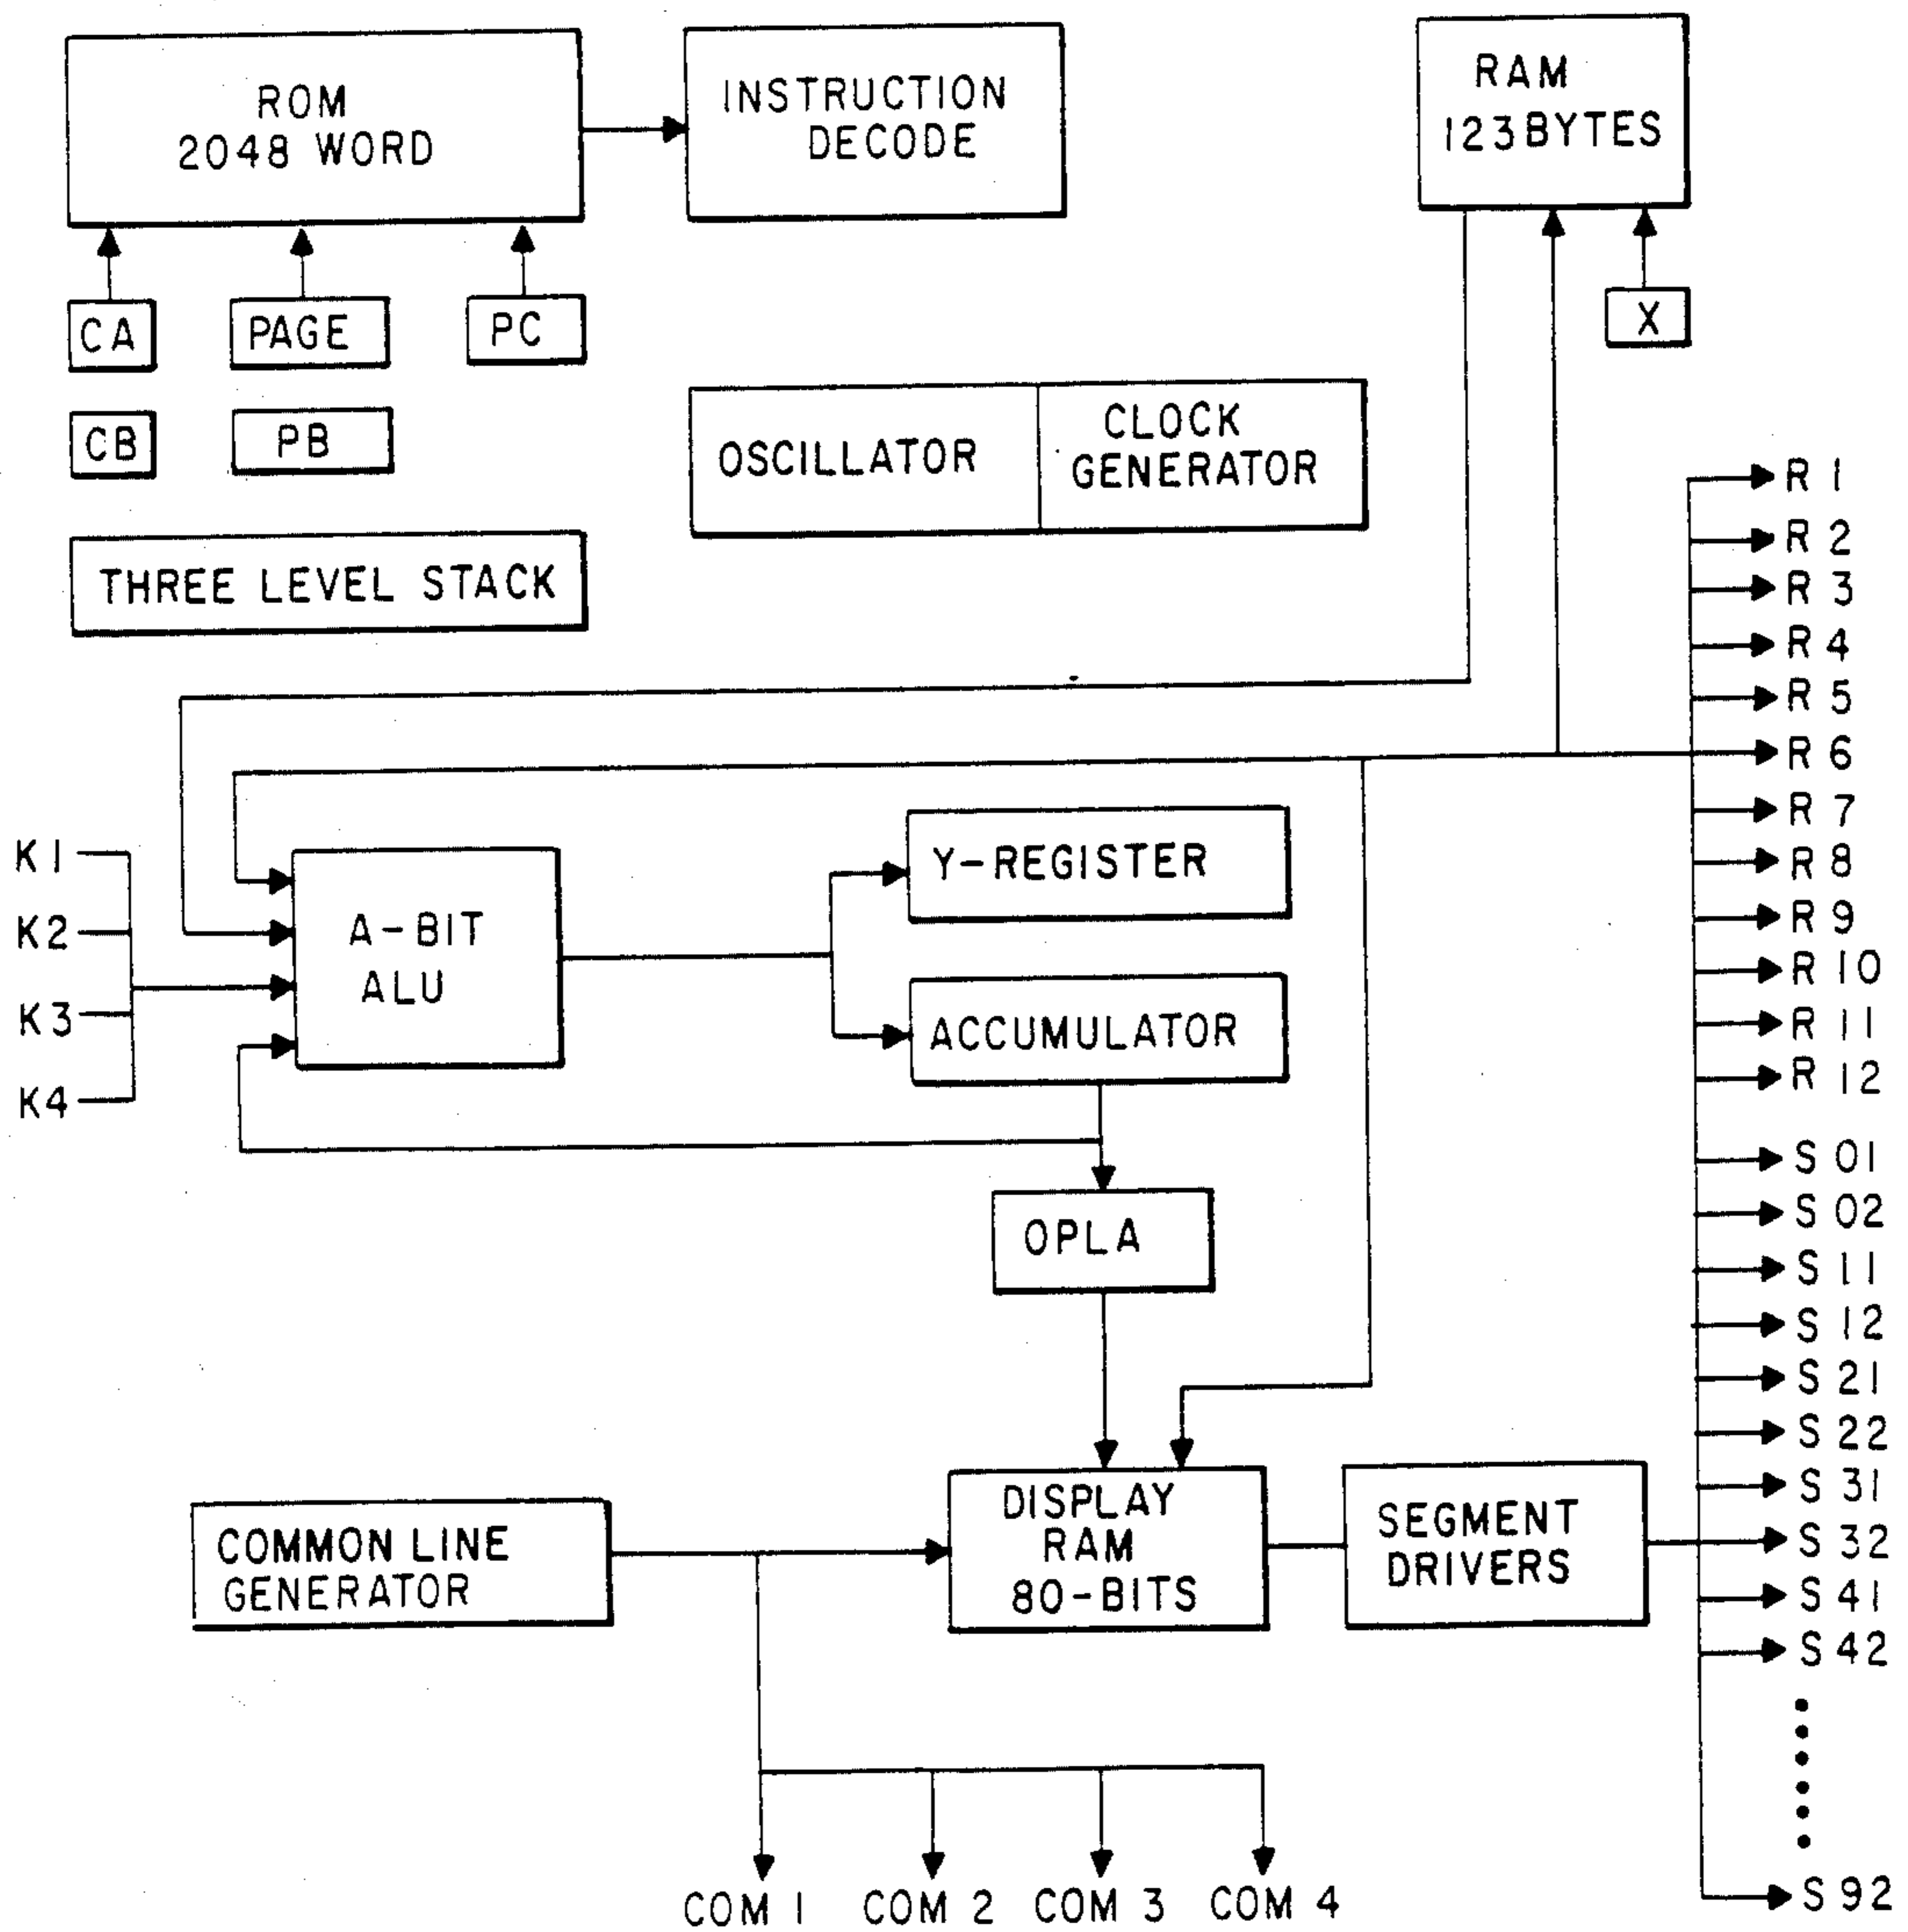 ROM
2048 WORD
INSTRUCTION
DECODE
RAM
123BYTES
CA
PAGE
PC
X
CB
PB
OSCILLATOR
CLOCK
GENERATOR
THREE LEVEL STACK
R 1
R 2
R 3
R 4
R 5
R 6
R 7
R 8
R 9
R 10
R 11
R 12
S 01
S 02
S 11
S 12
S 21
S 22
S 31
S 32
S 41
S 42
S 92
K1
K2
K3
K4
A-BIT
ALU
Y-REGISTER
ACCUMULATOR
OPLA
COMMON LINE
GENERATOR
DISPLAY
RAM
80-BITS
SEGMENT
DRIVERS
COM 1
COM 2
COM 3
COM 4